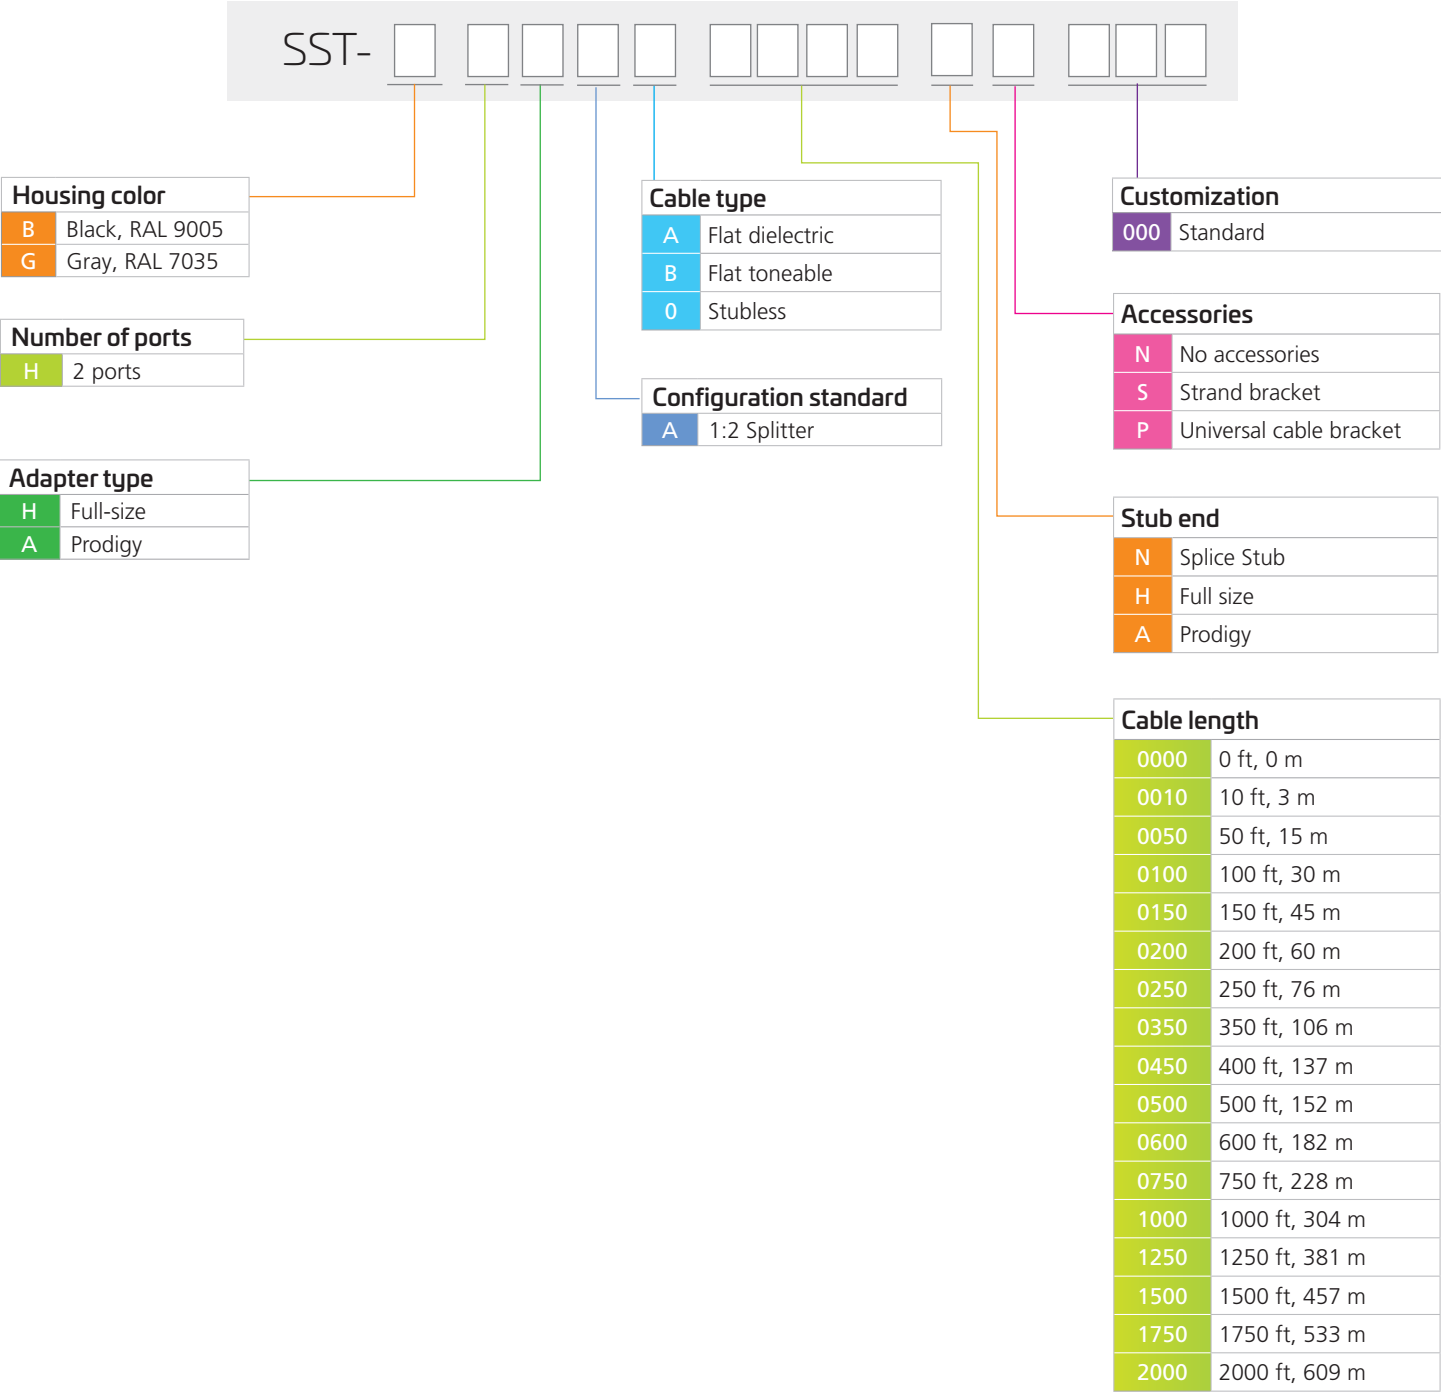 SST-
Housing color
B Black, RAL 9005
G Gray, RAL 7035
Number of ports
H 2 ports
Adapter type
H Full-size
A Prodigy
Cable type
A Flat dielectric
B Flat toneable
0 Stubless
Configuration standard
A 1:2 Splitter
Customization
000 Standard
Accessories
N No accessories
S Strand bracket
P Universal cable bracket
Stub end
N Splice Stub
H Full size
A Prodigy
Cable length
0000 0 ft, 0 m
0010 10 ft, 3 m
0050 50 ft, 15 m
0100 100 ft, 30 m
0150 150 ft, 45 m
0200 200 ft, 60 m
0250 250 ft, 76 m
0350 350 ft, 106 m
0450 400 ft, 137 m
0500 500 ft, 152 m
0600 600 ft, 182 m
0750 750 ft, 228 m
1000 1000 ft, 304 m
1250 1250 ft, 381 m
1500 1500 ft, 457 m
1750 1750 ft, 533 m
2000 2000 ft, 609 m